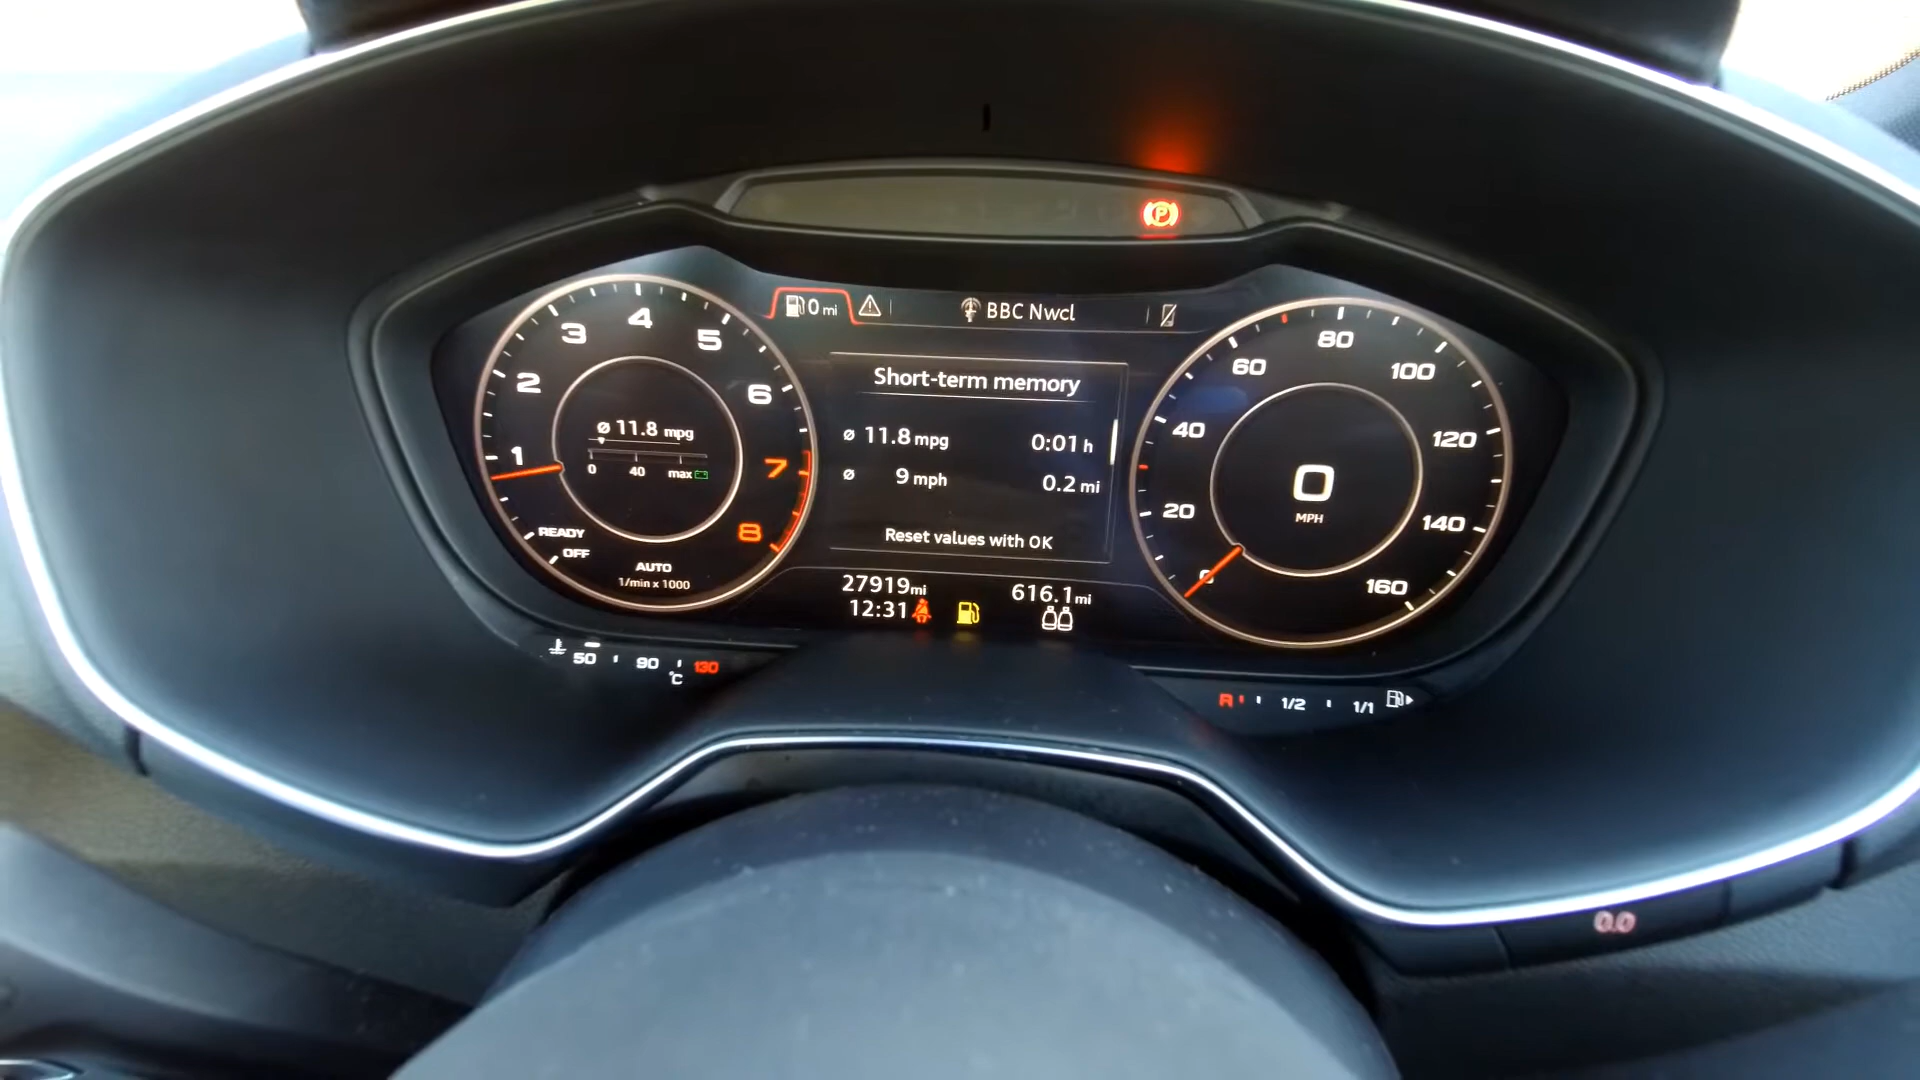 P
0 mi
BBC Nwcl
1
2
3
4
5
6
7
8
ø 11.8 mpg
0 40 max
READY
OFF
AUTO
1/min x 1000
Short-term memory
ø 11.8 mpg 0:01 h
ø 9 mph 0.2 mi
Reset values with OK
27919 mi 616.1 mi
12:31
0
20
40
60
80
100
120
140
160
0
MPH
50 90 130
°C
R 1/2 1/1
0.0